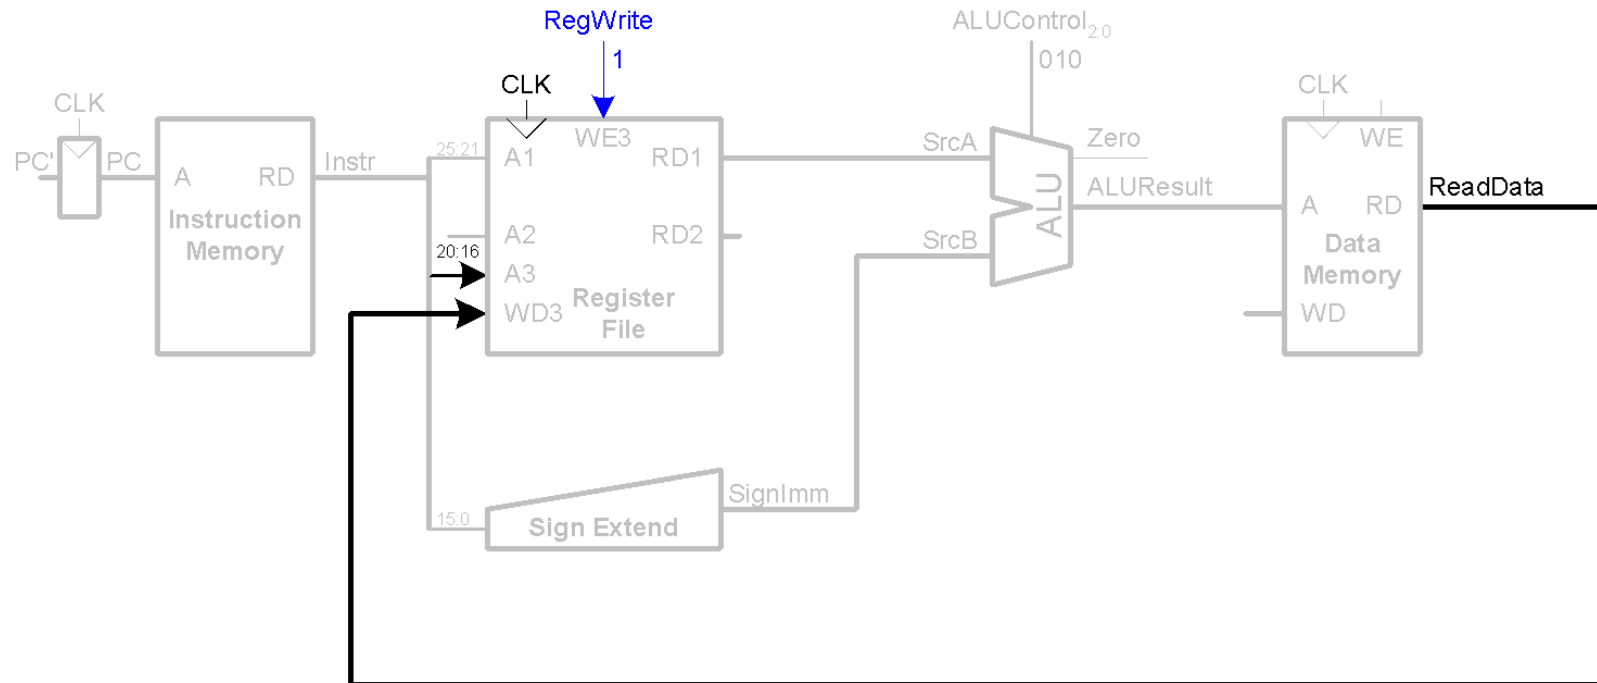 RegWrite
ALUControl2:0
1
010
CLK
CLK
CLK
PC'
PC
A
RD
Instr
Instruction
Memory
25:21
A1
WE3
RD1
A2
RD2
20:16
A3
WD3
Register
File
SrcA
SrcB
ALU
Zero
ALUResult
WE
A
RD
Data
Memory
WD
ReadData
15:0
Sign Extend
SignImm